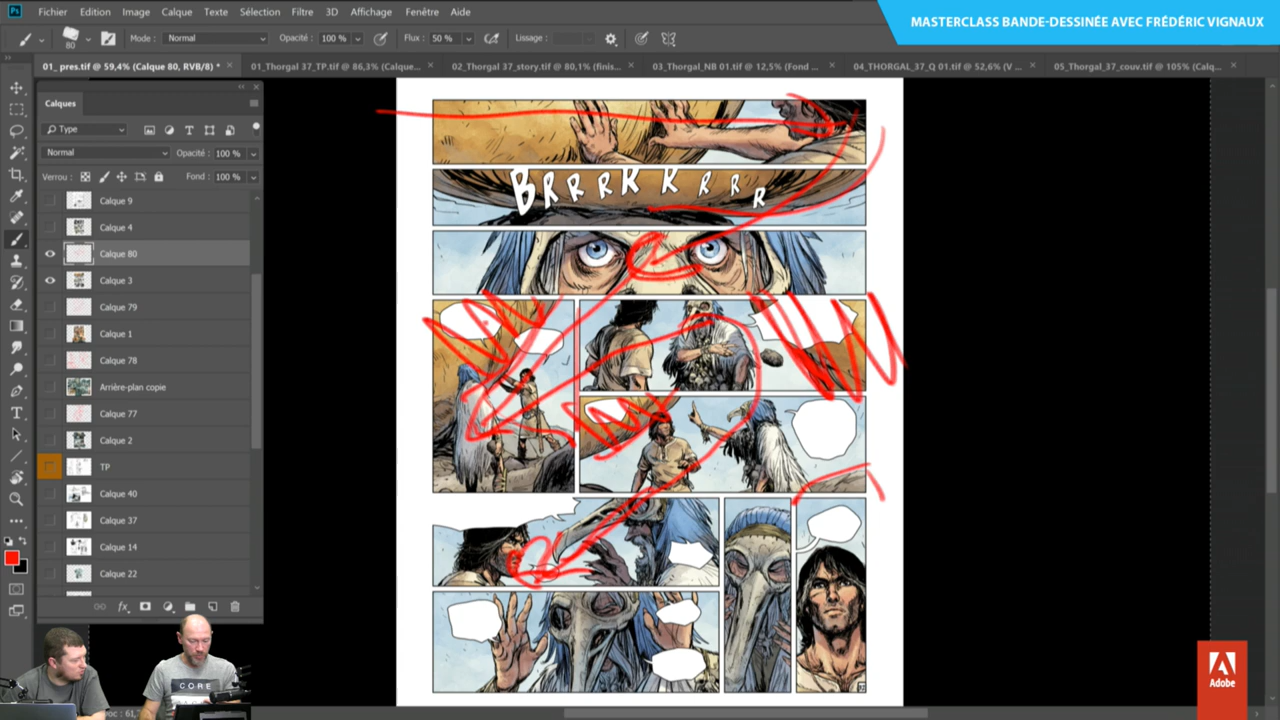 Fichier Edition Image Calque Texte Sélection Filtre 3D Affichage Fenêtre Aide
MASTERCLASS BANDE-DESSINÉE AVEC FRÉDÉRIC VIGNAUX
80 Mode : Normal Opacité : 100 % Flux : 50 % Lissage :
01_ pres.tif @ 59,4% (Calque 80, RVB/8) * 01_Thorgal 37_TP.tif @ 86,3% (Calque... 02_Thorgal 37_story.tif @ 80,1% (finis... 03_Thorgal_NB 01.tif @ 12,5% (Fond ... 04_THORGAL_37_Q 01.tif @ 52,6% (V ... 05_Thorgal_37_couv.tif @ 105% (Calq...
Calques
Type
Normal Opacité : 100 %
Verrou : Fond : 100 %
Calque 9
Calque 4
Calque 80
Calque 3
Calque 79
Calque 1
Calque 78
Arrière-plan copie
Calque 77
Calque 2
TP
Calque 40
Calque 37
Calque 14
Calque 22
fx
BRRRRRRR
CORE
Adobe